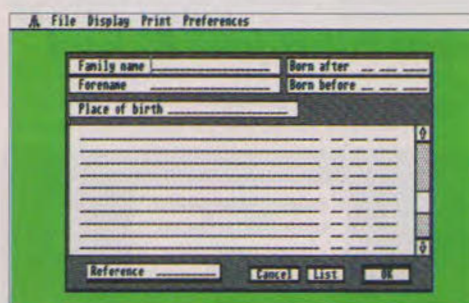 File Display Print Preferences
Family name Born after
Forename Born before
Place of birth
Reference Cancel List OK